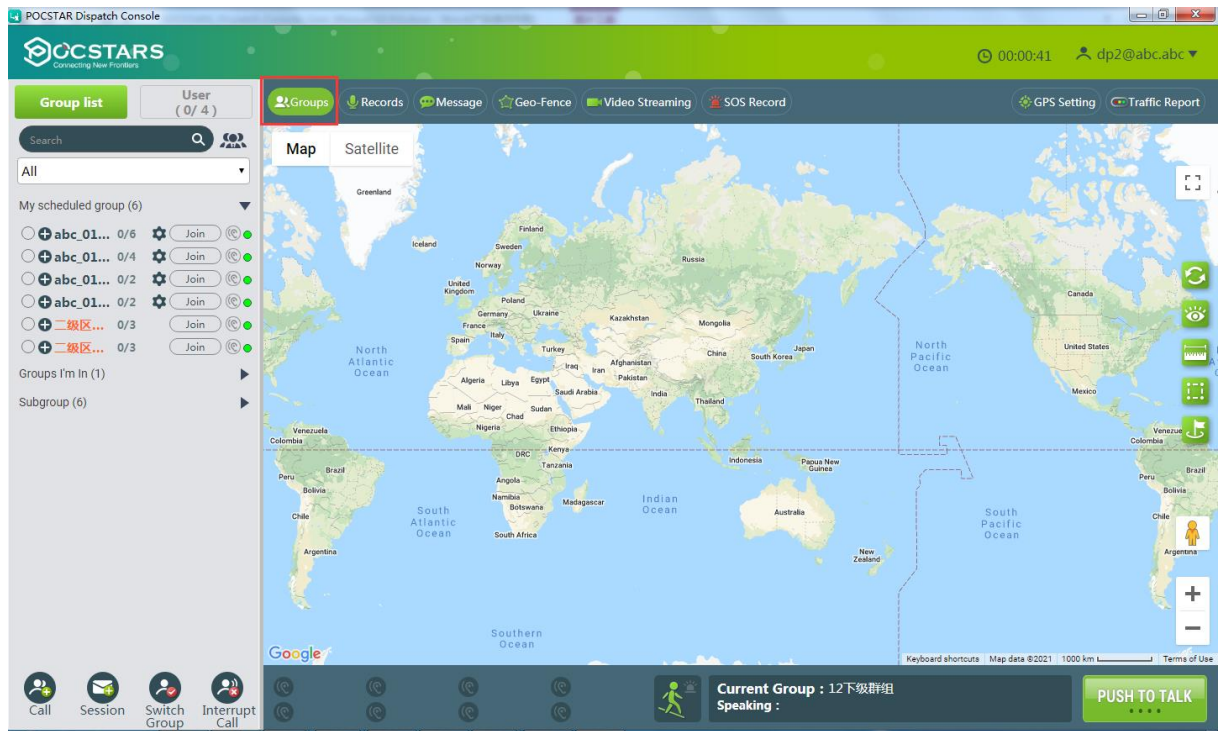 POCSTAR Dispatch Console
POCSTARS
Connecting New Frontiers
00:00:41
dp2@abc.abc
Group list
User
( 0/ 4 )
Groups
Records
Message
Geo-Fence
Video Streaming
SOS Record
GPS Setting
Traffic Report
Search
All
My scheduled group (6)
abc_01... 0/6 Join
abc_01... 0/4 Join
abc_01... 0/2 Join
abc_01... 0/2 Join
二级区... 0/3 Join
二级区... 0/3 Join
Groups I'm In (1)
Subgroup (6)
Map
Satellite
Greenland
Iceland
Finland
Sweden
Norway
Russia
United
Kingdom
Poland
Germany
Ukraine
France
Kazakhstan
Mongolia
Spain
Italy
Turkey
Iraq
Iran
Afghanistan
Pakistan
China
South Korea
Japan
North
Atlantic
Ocean
Algeria
Libya
Egypt
Saudi Arabia
India
Thailand
Mali
Niger
Chad
Sudan
Nigeria
Ethiopia
DRC
Kenya
Tanzania
Indonesia
Papua New
Guinea
Angola
Namibia
Botswana
Madagascar
South Africa
Indian
Ocean
Australia
New
Zealand
Venezuela
Colombia
Peru
Brazil
Bolivia
Chile
Argentina
South
Atlantic
Ocean
Southern
Ocean
North
Pacific
Ocean
South
Pacific
Ocean
Canada
United States
Mexico
Venezue
Colombia
Peru
Brazil
Bolivia
Chile
Argentina
Google
Keyboard shortcuts
Map data ©2021
1000 km
Terms of Use
Call
Session
Switch
Group
Interrupt
Call
Current Group : 12下级群组
Speaking :
PUSH TO TALK